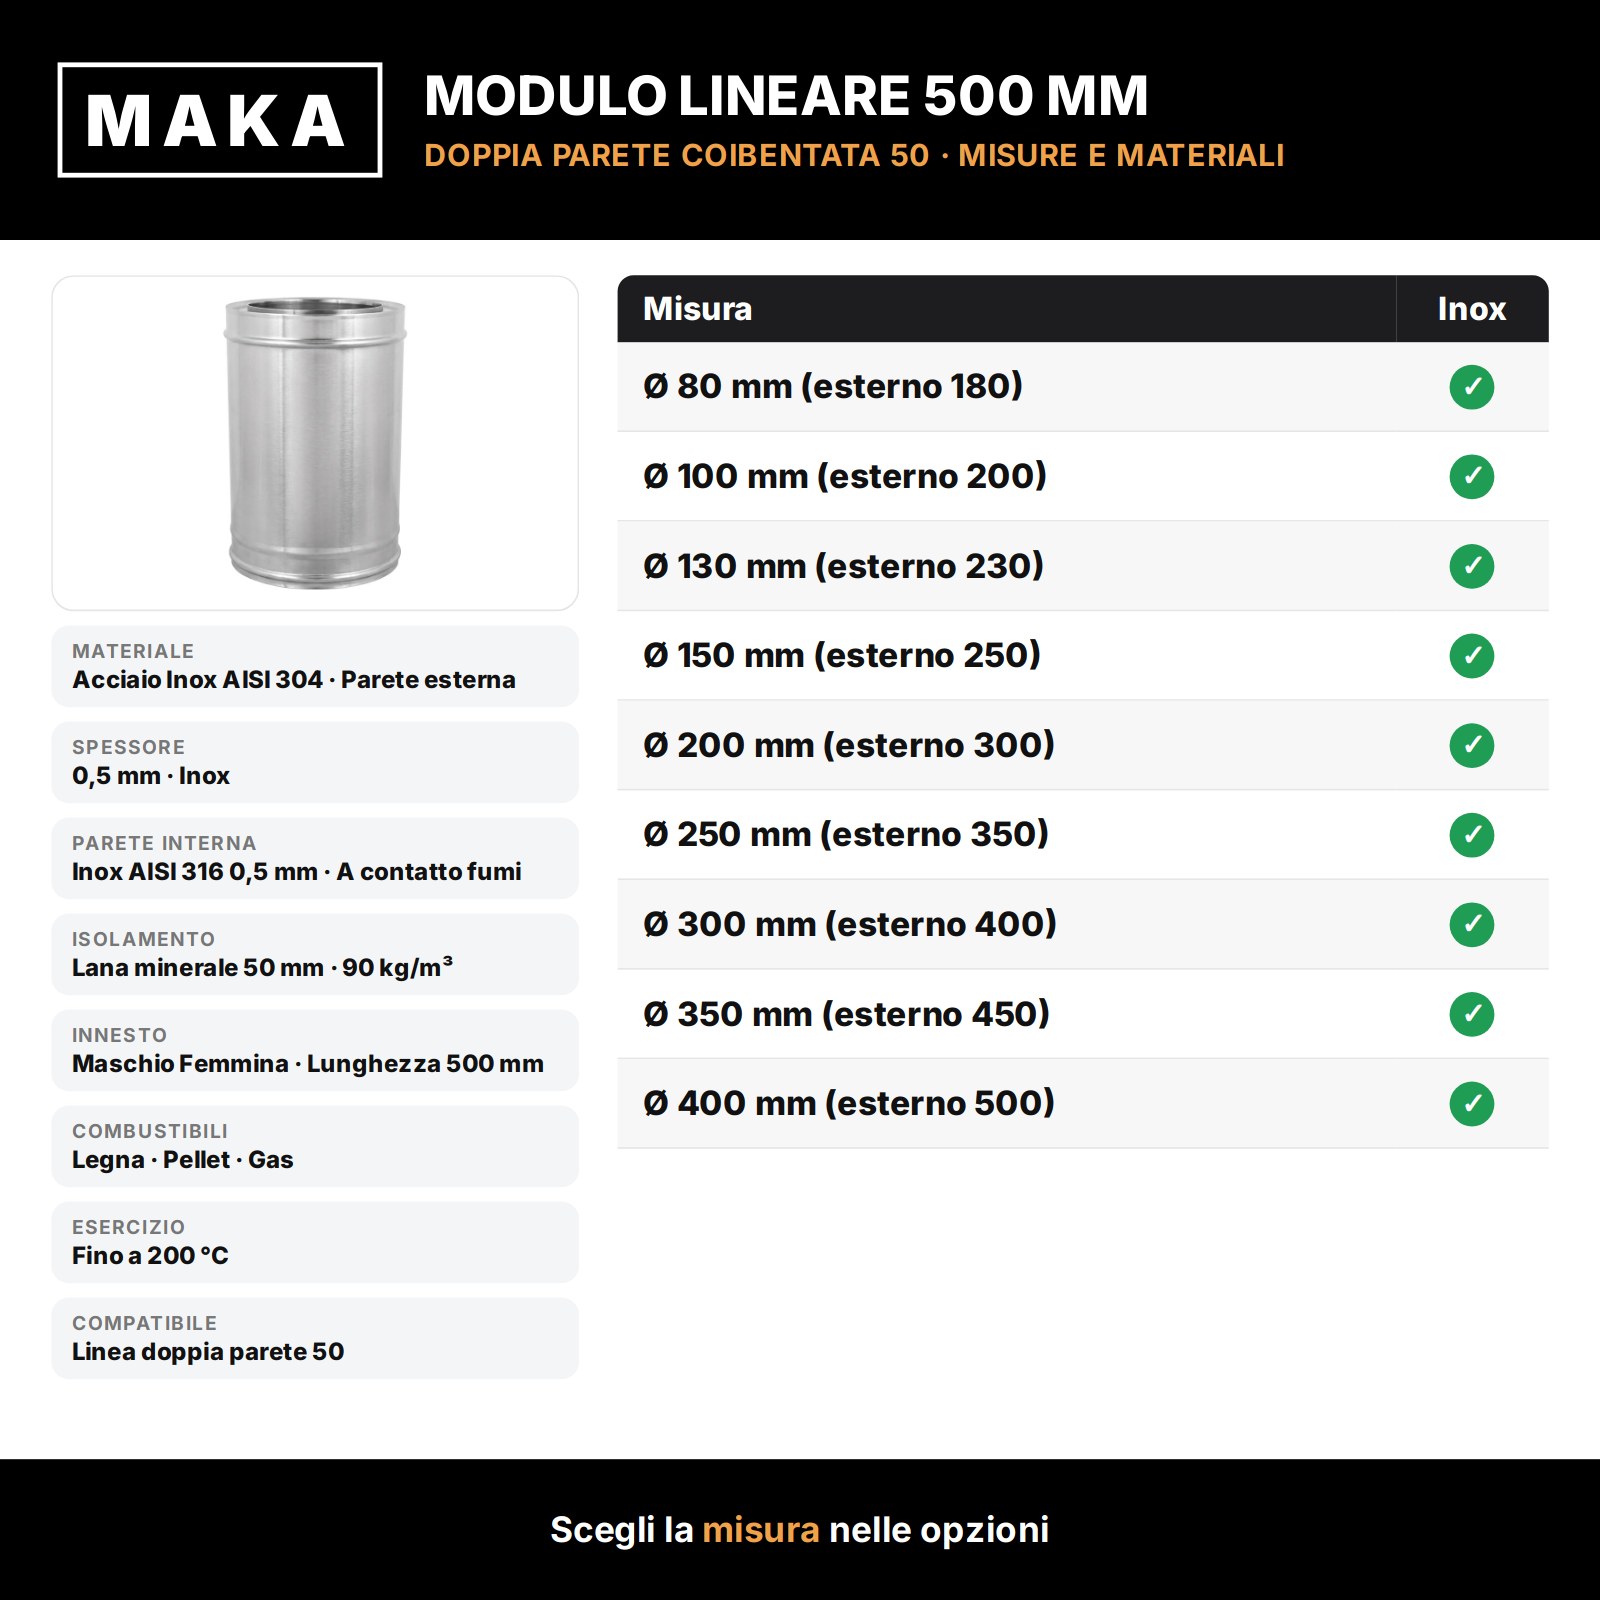 MAKA
MODULO LINEARE 500 MM
DOPPIA PARETE COIBENTATA 50 · MISURE E MATERIALI
MATERIALE
Acciaio Inox AISI 304 · Parete esterna
SPESSORE
0,5 mm · Inox
PARETE INTERNA
Inox AISI 316 0,5 mm · A contatto fumi
ISOLAMENTO
Lana minerale 50 mm · 90 kg/m³
INNESTO
Maschio Femmina · Lunghezza 500 mm
COMBUSTIBILI
Legna · Pellet · Gas
ESERCIZIO
Fino a 200 °C
COMPATIBILE
Linea doppia parete 50
Misura Inox
Ø 80 mm (esterno 180) ✓
Ø 100 mm (esterno 200) ✓
Ø 130 mm (esterno 230) ✓
Ø 150 mm (esterno 250) ✓
Ø 200 mm (esterno 300) ✓
Ø 250 mm (esterno 350) ✓
Ø 300 mm (esterno 400) ✓
Ø 350 mm (esterno 450) ✓
Ø 400 mm (esterno 500) ✓
Scegli la misura nelle opzioni